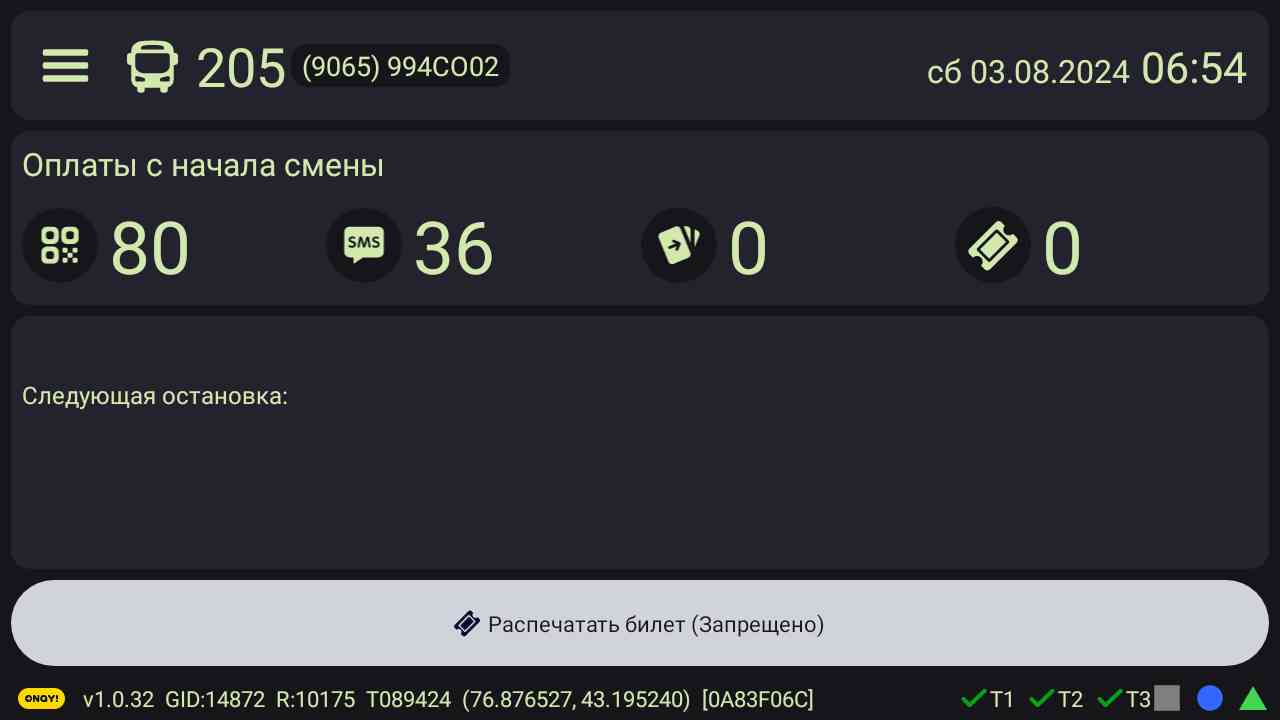 205 (9065) 994CO02 сб 03.08.2024 06:54
Оплаты с начала смены
80 SMS 36 0 0
Следующая остановка:
Распечатать билет (Запрещено)
ONAY! v1.0.32 GID:14872 R:10175 T089424 (76.876527, 43.195240) [0A83F06C] T1 T2 T3